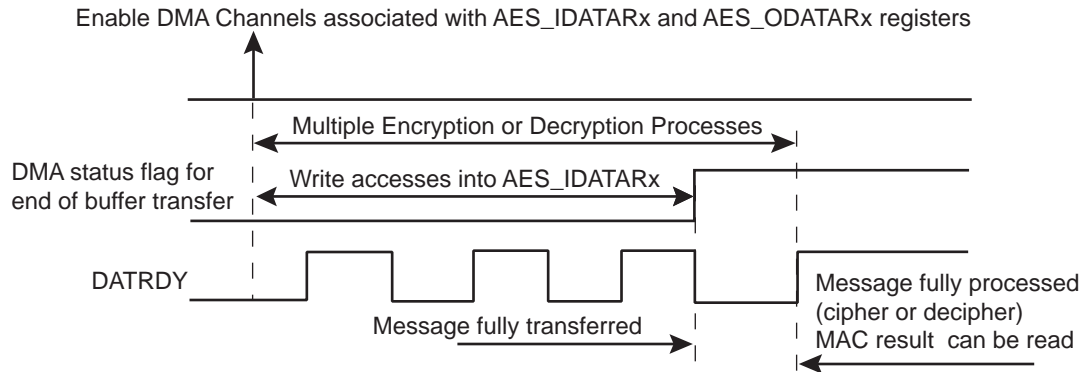 Enable DMA Channels associated with AES_IDATARx and AES_ODATARx registers
Multiple Encryption or Decryption Processes
DMA status flag for
end of buffer transfer
Write accesses into AES_IDATARx
DATRDY
Message fully transferred
Message fully processed
(cipher or decipher)
MAC result can be read